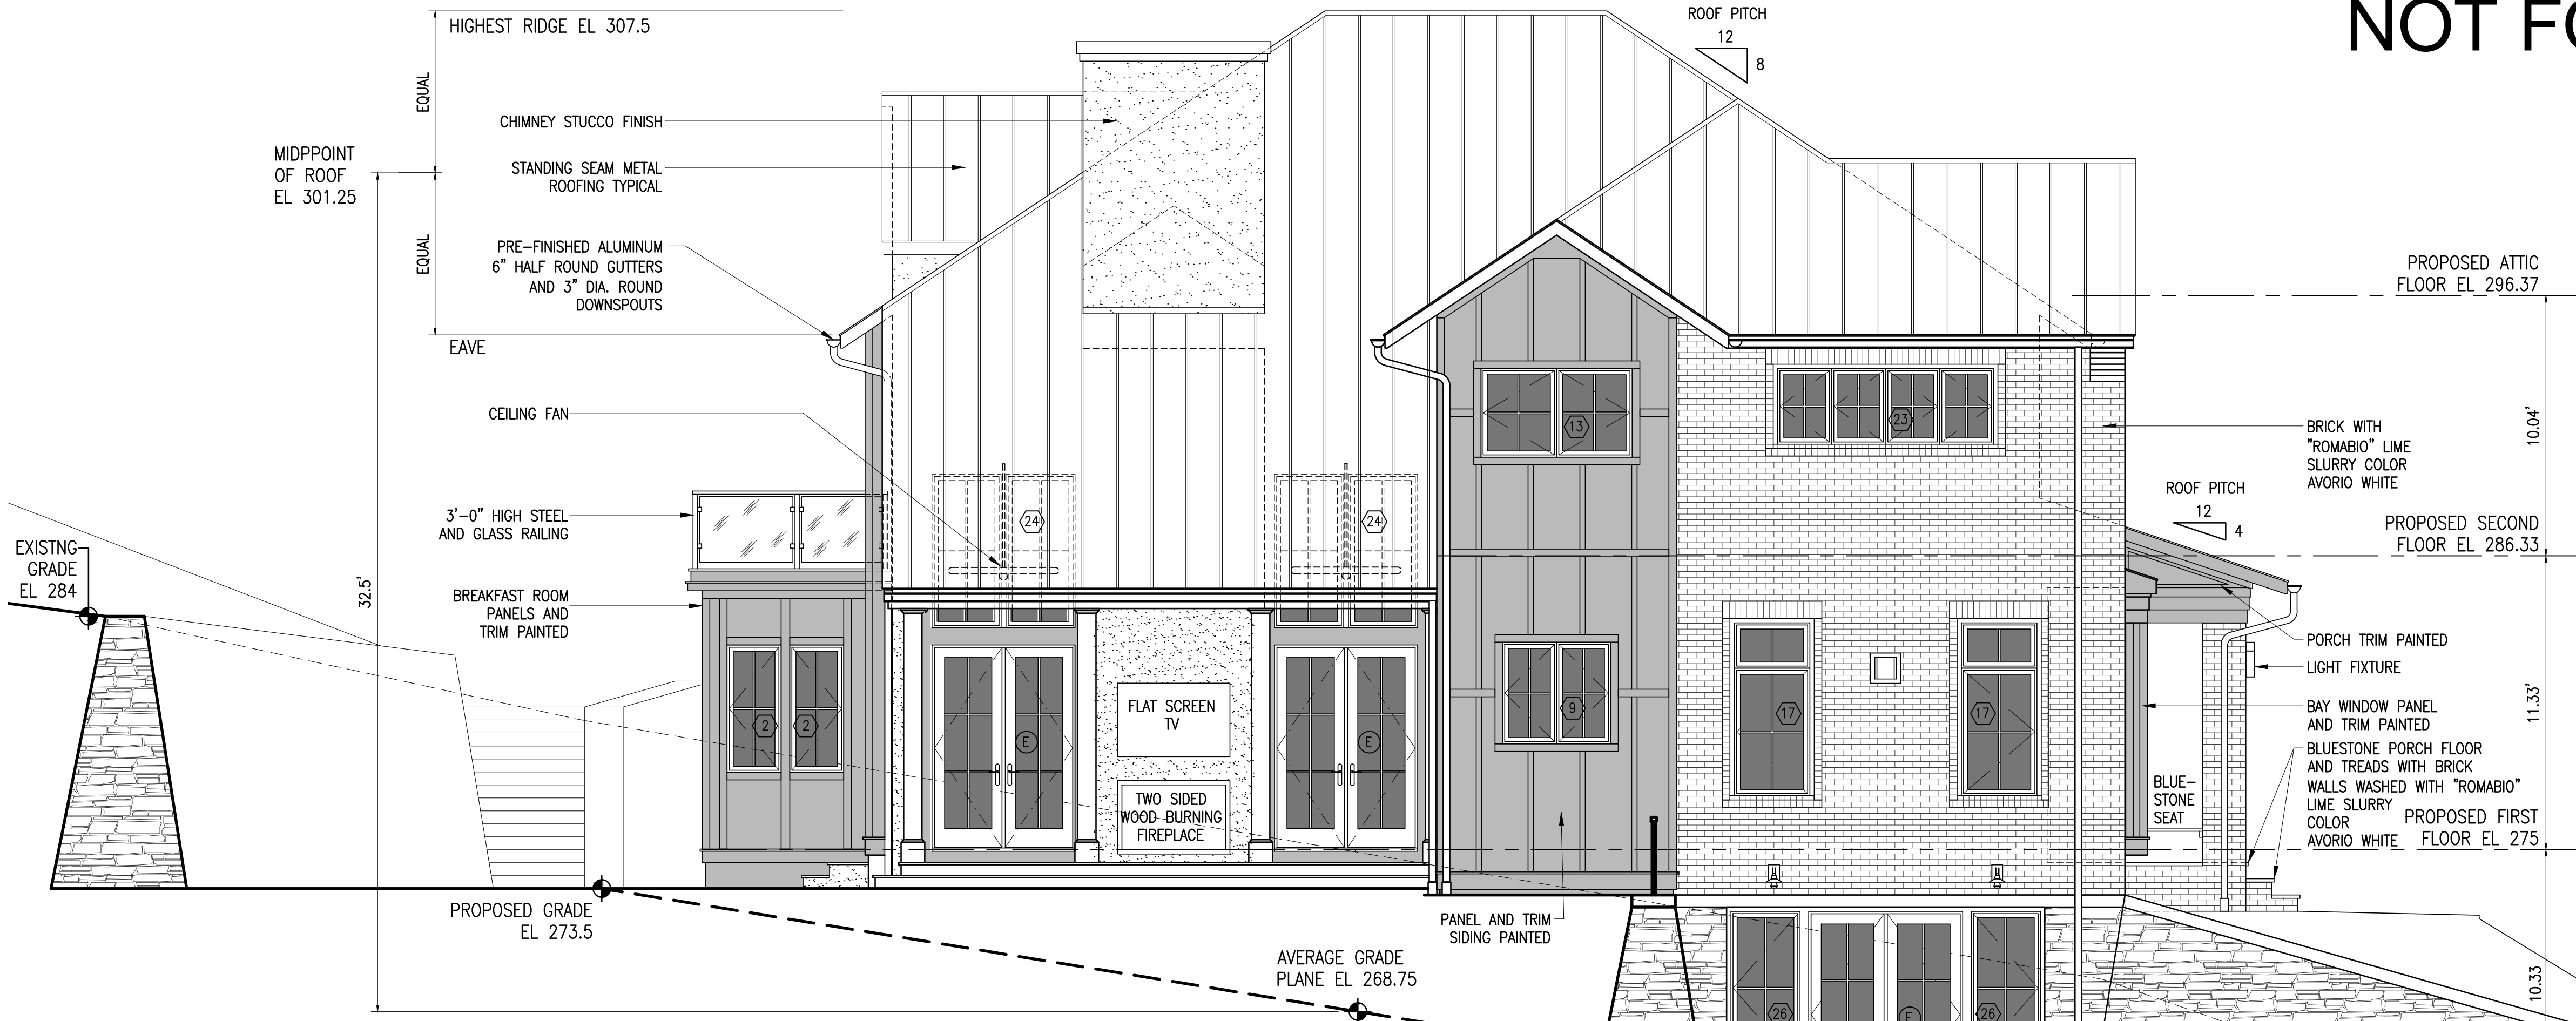 NOT FO
HIGHEST RIDGE EL 307.5
ROOF PITCH
12
8
EQUAL
CHIMNEY STUCCO FINISH
MIDPPOINT
OF ROOF
EL 301.25
STANDING SEAM METAL
ROOFING TYPICAL
EQUAL
PRE-FINISHED ALUMINUM
6" HALF ROUND GUTTERS
AND 3" DIA. ROUND
DOWNSPOUTS
EAVE
PROPOSED ATTIC
FLOOR EL 296.37
CEILING FAN
13
23
10.04'
BRICK WITH
"ROMABIO" LIME
SLURRY COLOR
AVORIO WHITE
ROOF PITCH
12
4
3'-0" HIGH STEEL
AND GLASS RAILING
24
24
PROPOSED SECOND
FLOOR EL 286.33
EXISTNG
GRADE
EL 284
32.5'
BREAKFAST ROOM
PANELS AND
TRIM PAINTED
PORCH TRIM PAINTED
LIGHT FIXTURE
11.33'
2
2
E
FLAT SCREEN
TV
E
9
17
17
BAY WINDOW PANEL
AND TRIM PAINTED
BLUESTONE PORCH FLOOR
AND TREADS WITH BRICK
WALLS WASHED WITH "ROMABIO"
LIME SLURRY
COLOR
AVORIO WHITE
BLUE-
STONE
SEAT
PROPOSED FIRST
FLOOR EL 275
TWO SIDED
WOOD BURNING
FIREPLACE
PROPOSED GRADE
EL 273.5
PANEL AND TRIM
SIDING PAINTED
AVERAGE GRADE
PLANE EL 268.75
10.33
26
F
26